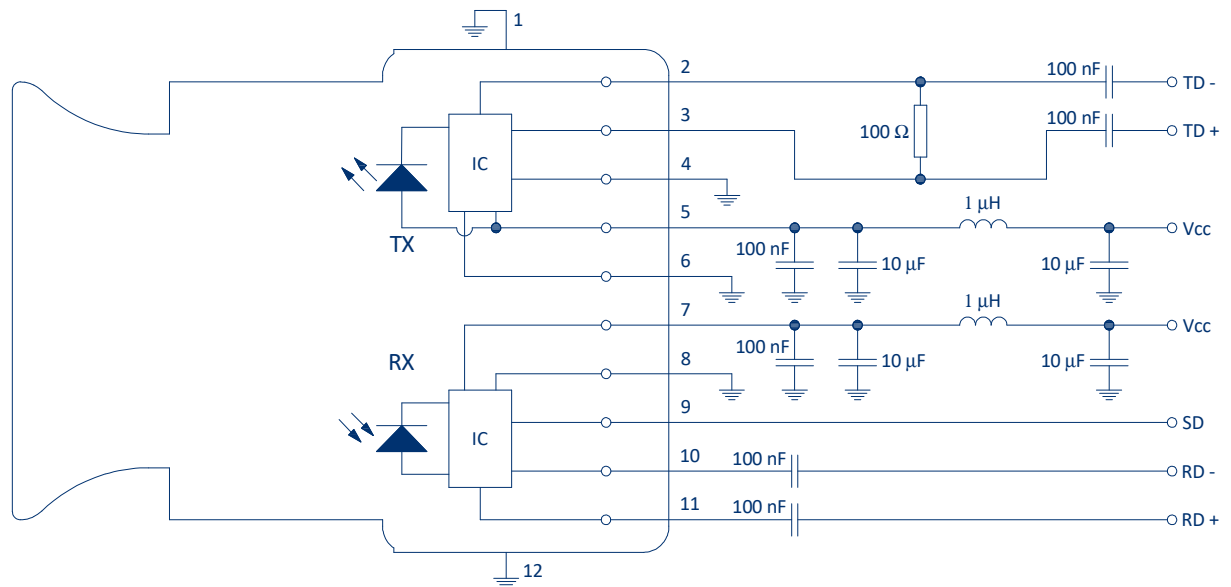 1
2
100 nF
TD -
3
100 nF
TD +
100 Ω
IC
4
1 µH
5
Vcc
TX
100 nF
10 µF
10 µF
6
1 µH
7
Vcc
RX
100 nF
10 µF
10 µF
8
9
SD
IC
10
100 nF
RD -
11
100 nF
RD +
12